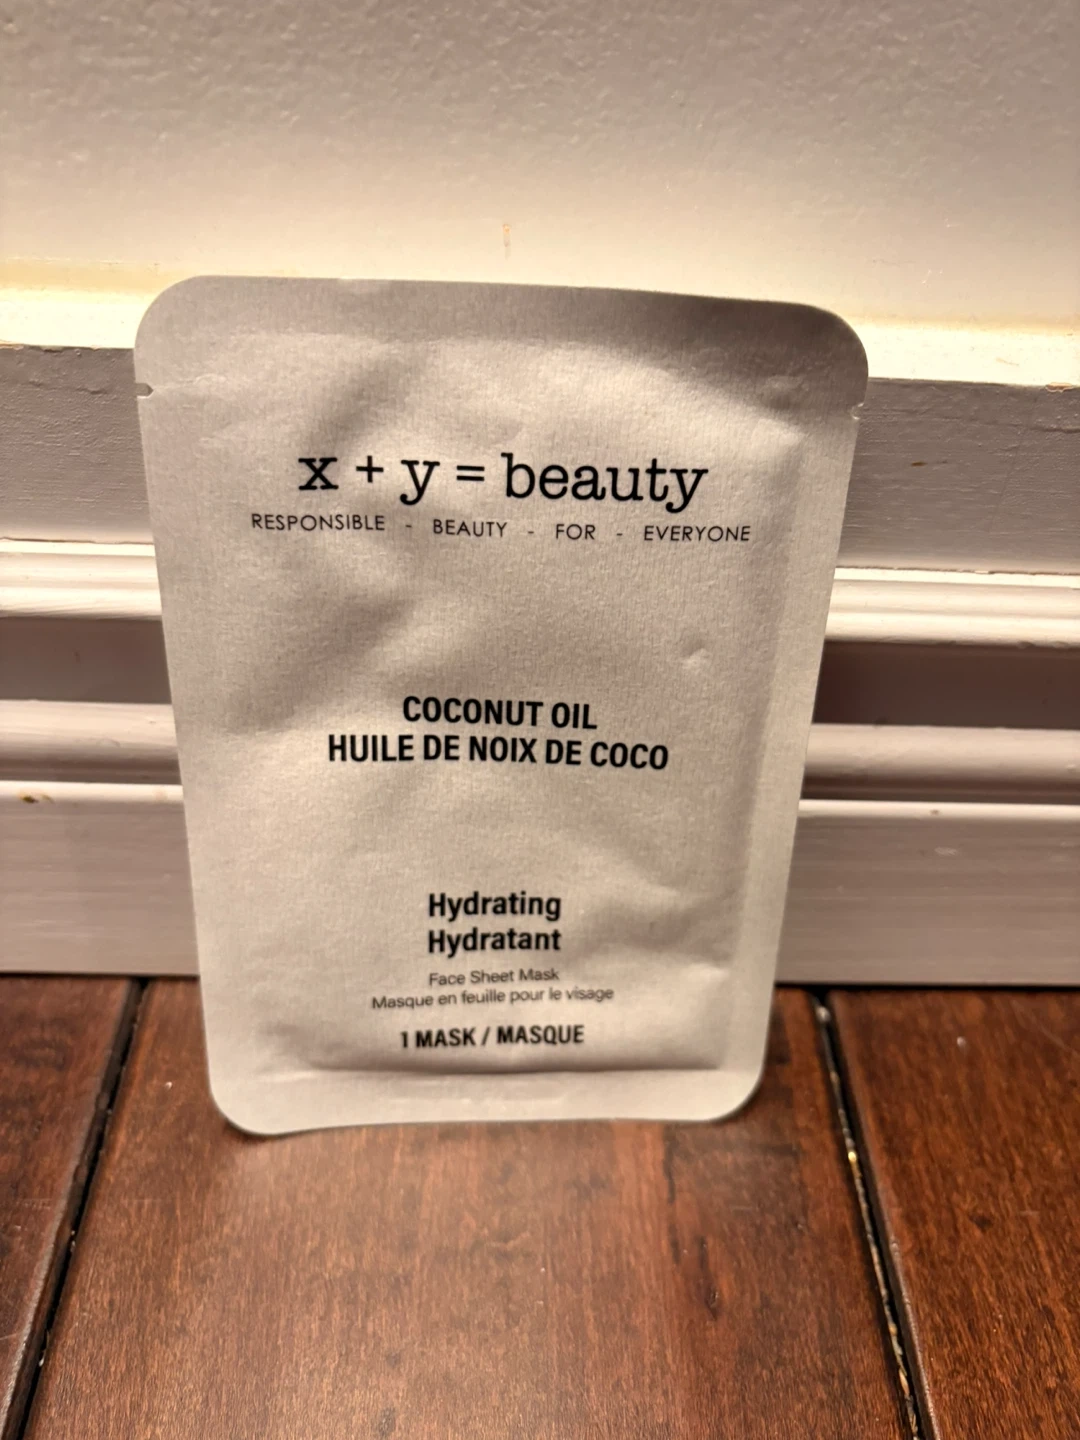 x + y = beauty
RESPONSIBLE - BEAUTY - FOR - EVERYONE
COCONUT OIL
HUILE DE NOIX DE COCO
Hydrating
Hydratant
Face Sheet Mask
Masque en feuille pour le visage
1 MASK / MASQUE